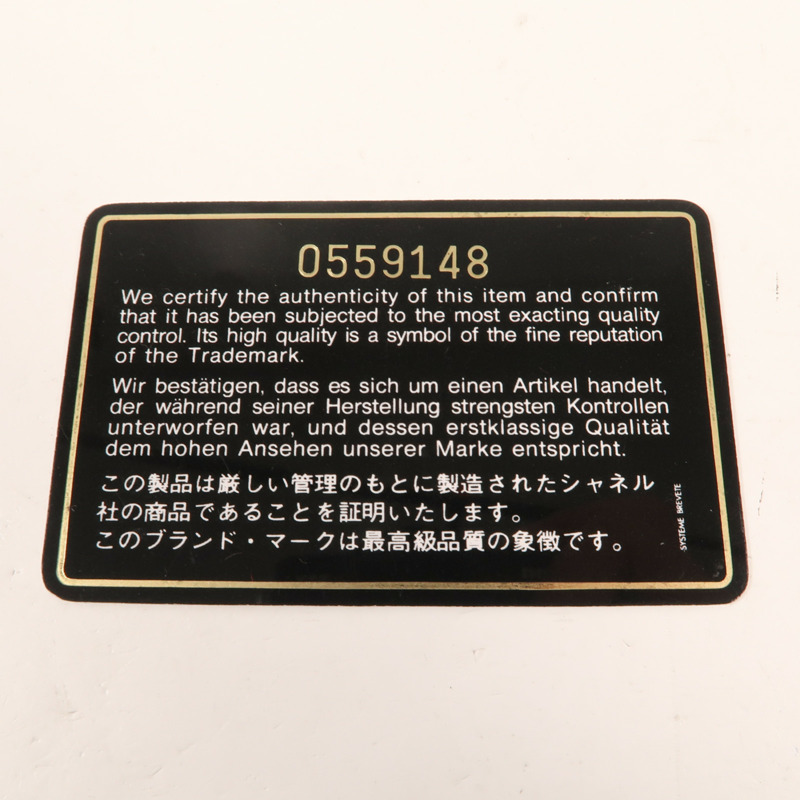 0559148
We certify the authenticity of this item and confirm
that it has been subjected to the most exacting quality
control. Its high quality is a symbol of the fine reputation
of the Trademark.
Wir bestätigen, dass es sich um einen Artikel handelt,
der während seiner Herstellung strengsten Kontrollen
unterworfen war, und dessen erstklassige Qualität
dem hohen Ansehen unserer Marke entspricht.
この製品は厳しい管理のもとに製造されたシャネル
社の商品であることを証明いたします。
このブランド・マークは最高級品質の象徴です。
SYSTEME BREVETE